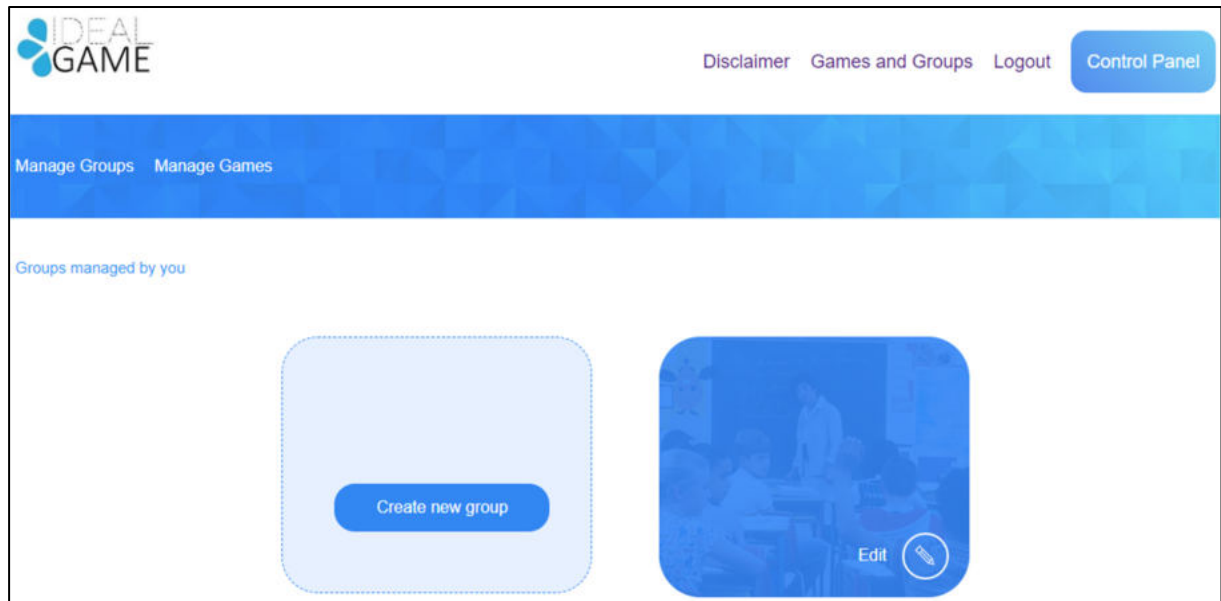 IDEAL
GAME
Disclaimer Games and Groups Logout Control Panel
Manage Groups Manage Games
Groups managed by you
Create new group
Edit